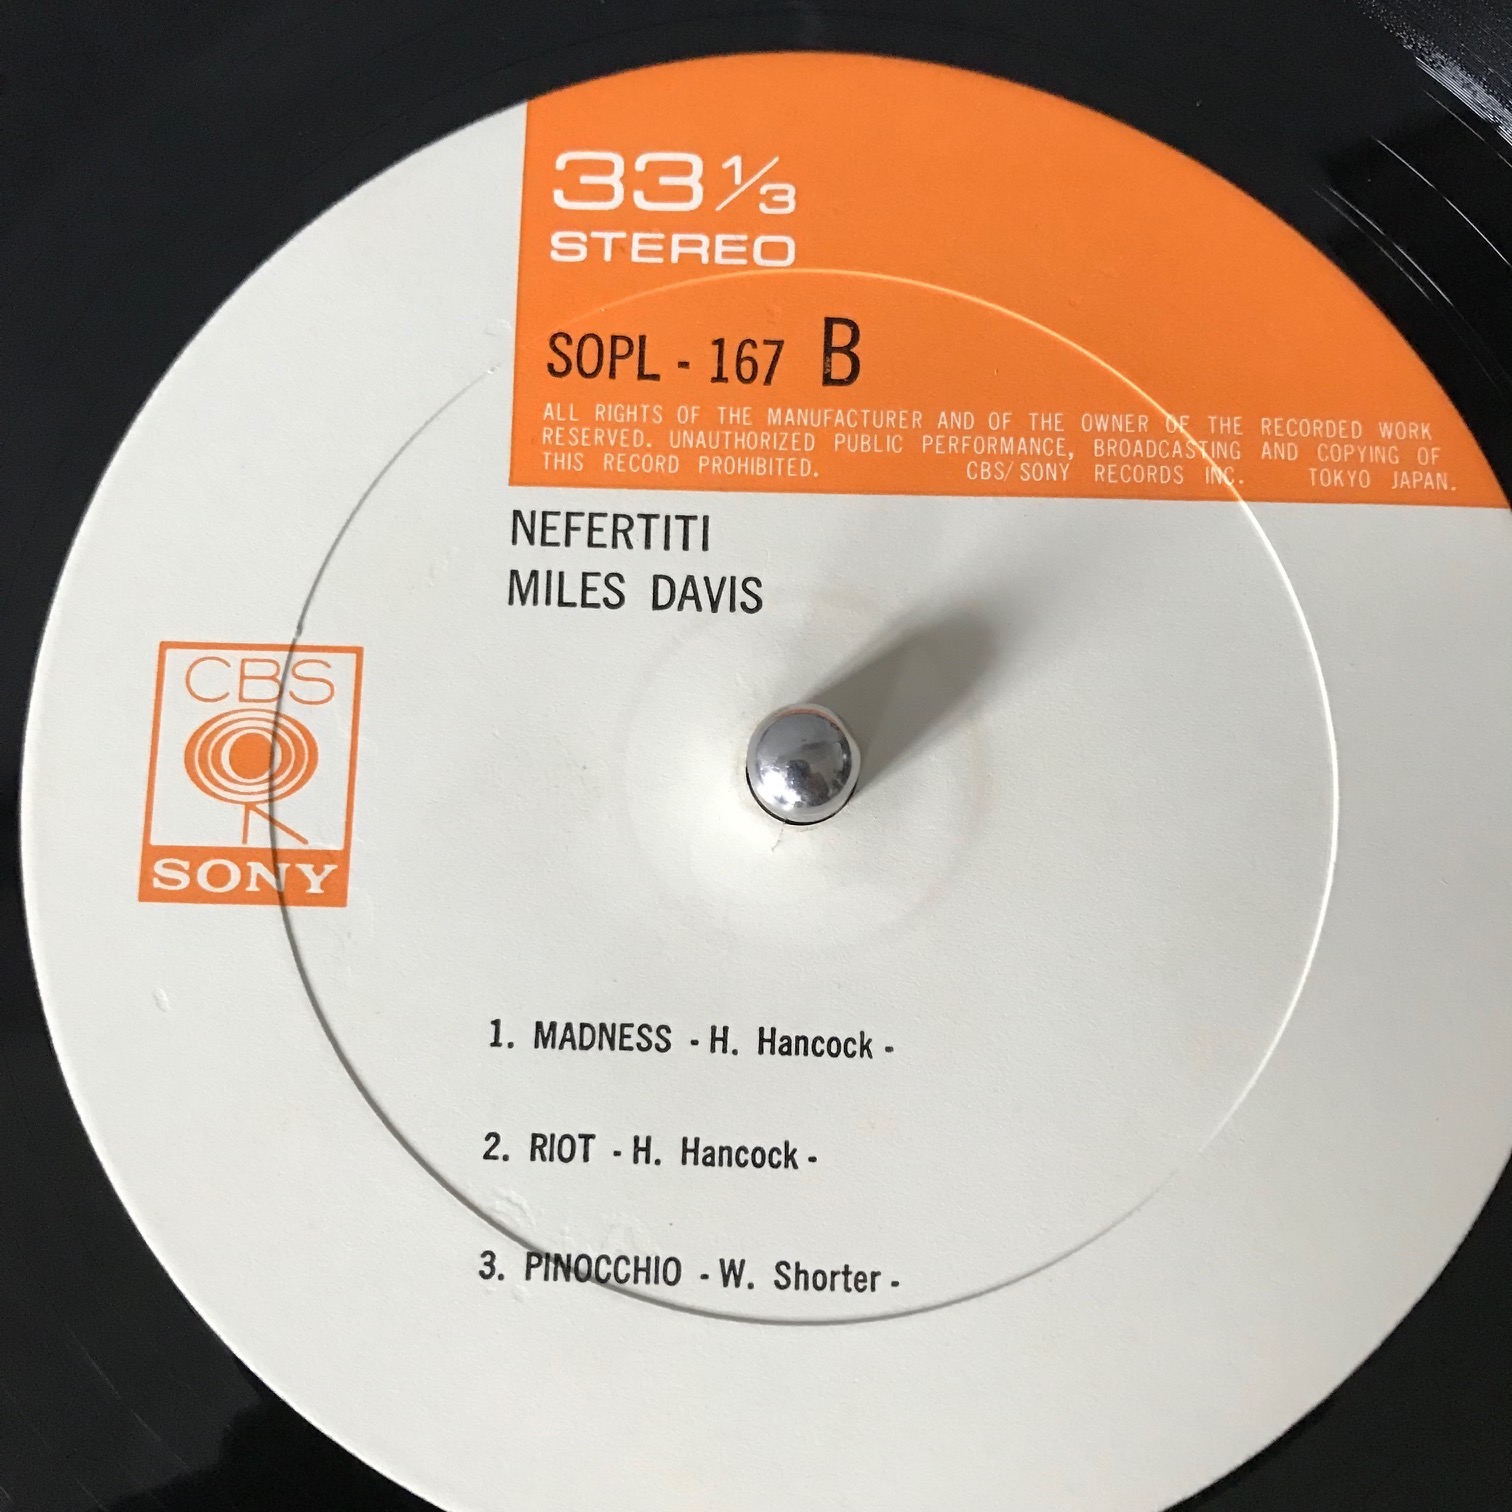 33 1/3
STEREO
SOPL - 167 B
ALL RIGHTS OF THE MANUFACTURER AND OF THE OWNER OF THE RECORDED WORK
RESERVED. UNAUTHORIZED PUBLIC PERFORMANCE, BROADCASTING AND COPYING OF
THIS RECORD PROHIBITED. CBS/SONY RECORDS INC. TOKYO JAPAN.
NEFERTITI
MILES DAVIS
CBS
SONY
1. MADNESS - H. Hancock -
2. RIOT - H. Hancock -
3. PINOCCHIO - W. Shorter -